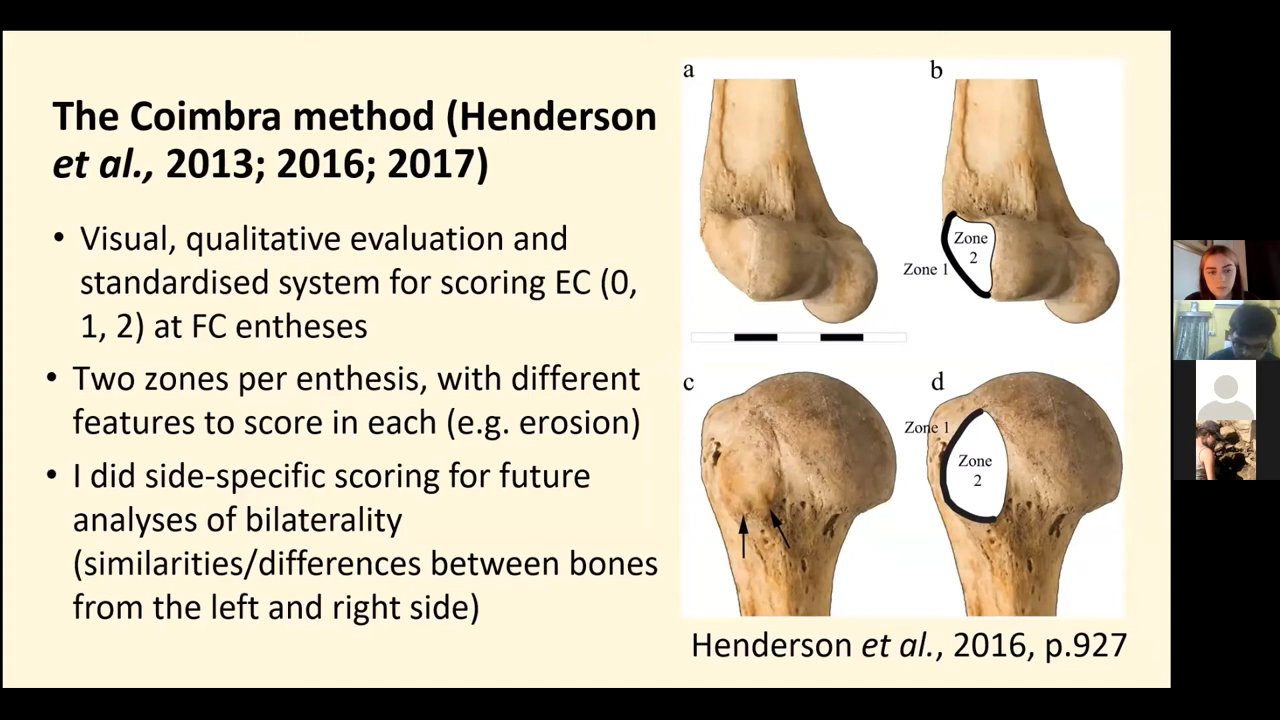 The Coimbra method (Henderson
et al., 2013; 2016; 2017)
• Visual, qualitative evaluation and
standardised system for scoring EC (0,
1, 2) at FC entheses
• Two zones per enthesis, with different
features to score in each (e.g. erosion)
• I did side-specific scoring for future
analyses of bilaterality
(similarities/differences between bones
from the left and right side)
a
b
Zone
2
Zone 1
c
d
Zone 1
Zone
2
Henderson et al., 2016, p.927